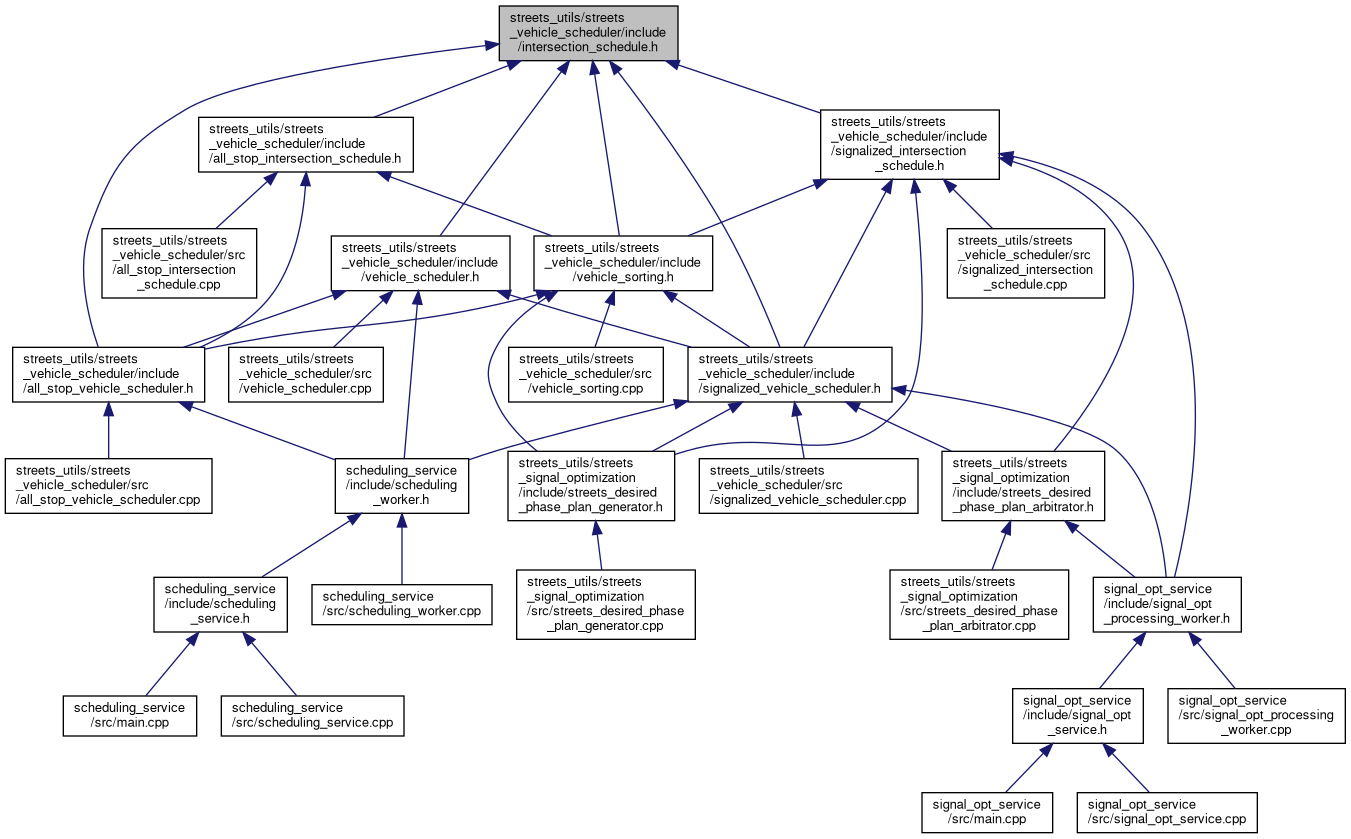 streets_utils/streets
_vehicle_scheduler/include
/intersection_schedule.h
streets_utils/streets
_vehicle_scheduler/include
/all_stop_intersection_schedule.h
streets_utils/streets
_vehicle_scheduler/include
/signalized_intersection
_schedule.h
streets_utils/streets
_vehicle_scheduler/src
/all_stop_intersection
_schedule.cpp
streets_utils/streets
_vehicle_scheduler/include
/vehicle_scheduler.h
streets_utils/streets
_vehicle_scheduler/include
/vehicle_sorting.h
streets_utils/streets
_vehicle_scheduler/src
/signalized_intersection
_schedule.cpp
streets_utils/streets
_vehicle_scheduler/include
/all_stop_vehicle_scheduler.h
streets_utils/streets
_vehicle_scheduler/src
/vehicle_scheduler.cpp
streets_utils/streets
_vehicle_scheduler/src
/vehicle_sorting.cpp
streets_utils/streets
_vehicle_scheduler/include
/signalized_vehicle_scheduler.h
streets_utils/streets
_vehicle_scheduler/src
/all_stop_vehicle_scheduler.cpp
scheduling_service
/include/scheduling
_worker.h
streets_utils/streets
_signal_optimization
/include/streets_desired
_phase_plan_generator.h
streets_utils/streets
_vehicle_scheduler/src
/signalized_vehicle_scheduler.cpp
streets_utils/streets
_signal_optimization
/include/streets_desired
_phase_plan_arbitrator.h
scheduling_service
/include/scheduling
_service.h
scheduling_service
/src/scheduling_worker.cpp
streets_utils/streets
_signal_optimization
/src/streets_desired_phase
_plan_generator.cpp
streets_utils/streets
_signal_optimization
/src/streets_desired_phase
_plan_arbitrator.cpp
signal_opt_service
/include/signal_opt
_processing_worker.h
scheduling_service
/src/main.cpp
scheduling_service
/src/scheduling_service.cpp
signal_opt_service
/include/signal_opt
_service.h
signal_opt_service
/src/signal_opt_processing
_worker.cpp
signal_opt_service
/src/main.cpp
signal_opt_service
/src/signal_opt_service.cpp